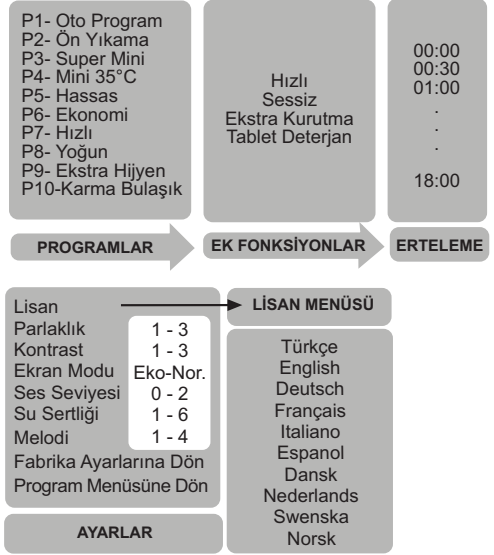 P1- Oto Program
P2- Ön Yıkama
P3- Super Mini
P4- Mini 35°C
P5- Hassas
P6- Ekonomi
P7- Hızlı
P8- Yoğun
P9- Ekstra Hijyen
P10-Karma Bulaşık
PROGRAMLAR
Hızlı
Sessiz
Ekstra Kurutma
Tablet Deterjan
EK FONKSİYONLAR
00:00
00:30
01:00
.
.
.
18:00
ERTELEME
Lisan
Parlaklık 1 - 3
Kontrast 1 - 3
Ekran Modu Eko-Nor.
Ses Seviyesi 0 - 2
Su Sertliği 1 - 6
Melodi 1 - 4
Fabrika Ayarlarına Dön
Program Menüsüne Dön
AYARLAR
LİSAN MENÜSÜ
Türkçe
English
Deutsch
Français
Italiano
Espanol
Dansk
Nederlands
Swenska
Norsk